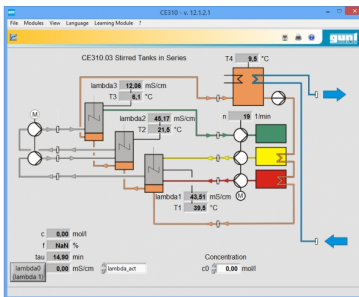 CE310 - v. 12.1.2.1
File Modules View Language Learning Module ?
gunt
CE310.03 Stirred Tanks in Series
T4 9,5 °C
lambda3 12,06 mS/cm
T3 6,1 °C
lambda2 45,17 mS/cm
T2 21,5 °C
n 19 1/min
M
lambda1 43,51 mS/cm
T1 39,5 °C
M
c 0,00 mol/l
f NaN %
tau 14,90 min
lambda0 (lambda 1) 0,00 mS/cm lambda_act
Concentration
c0 0,00 mol/l